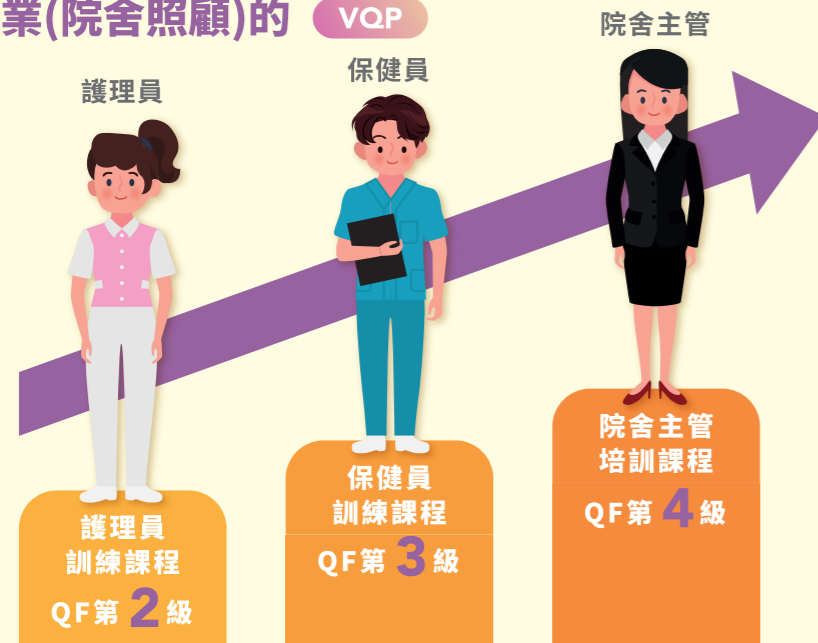 業(院舍照顧)的 VQP
護理員
保健員
院舍主管
護理員
訓練課程
QF第2級
保健員
訓練課程
QF第3級
院舍主管
培訓課程
QF第4級